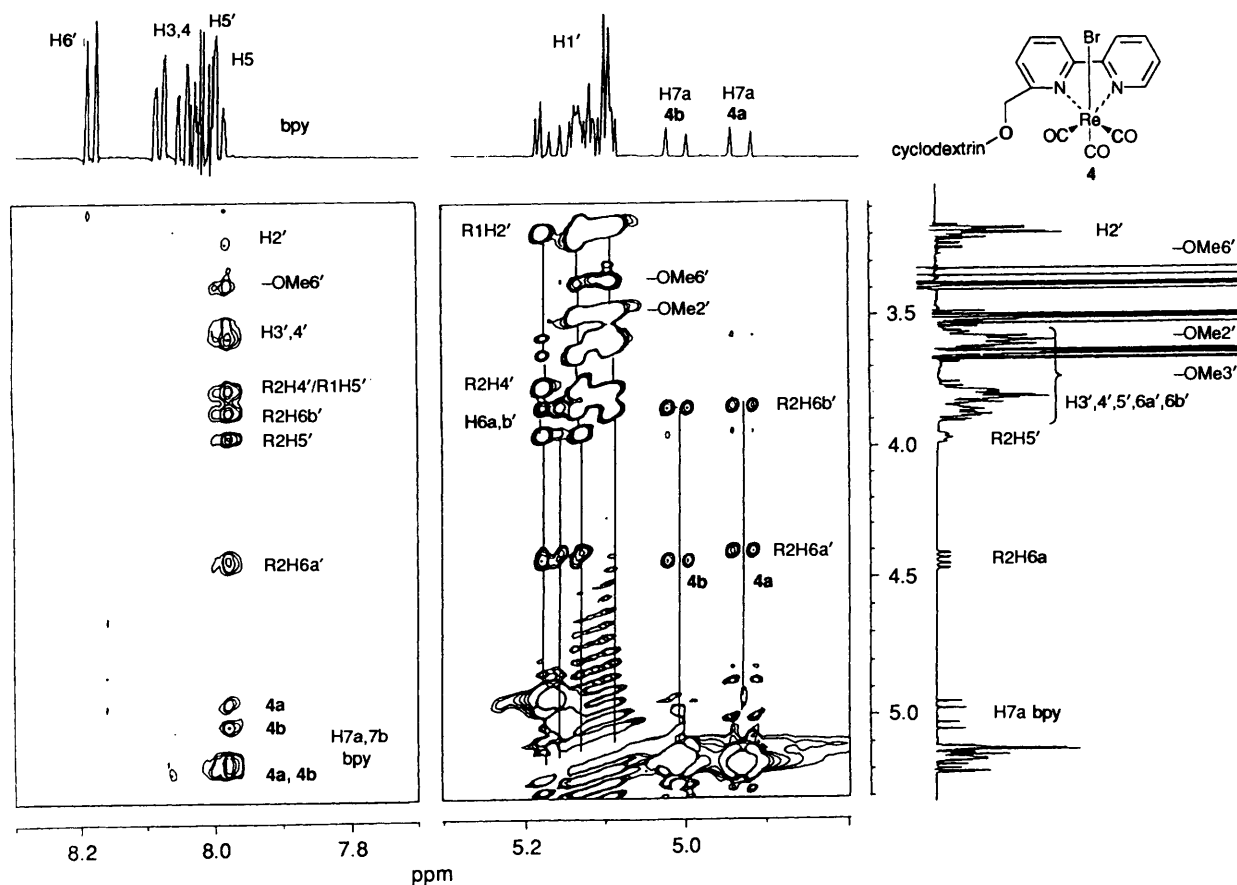 H6'
H3,4
H5'
H5
bpy
H1'
H7a
4b
H7a
4a
Br
N
N
Re
O
CO
CO
CO
cyclodextrin
4
H2'
–OMe6'
H3',4'
R2H4'/R1H5'
R2H6b'
R2H5'
R2H6a'
4a
4b
H7a,7b
bpy
4a, 4b
R1H2'
–OMe6'
–OMe2'
R2H4'
H6a,b'
R2H6b'
R2H6a'
4b
4a
H2'
–OMe6'
3.5
–OMe2'
–OMe3'
H3',4',5',6a',6b'
R2H5'
4.0
R2H6a
4.5
5.0
H7a bpy
8.2
8.0
7.8
5.2
5.0
ppm